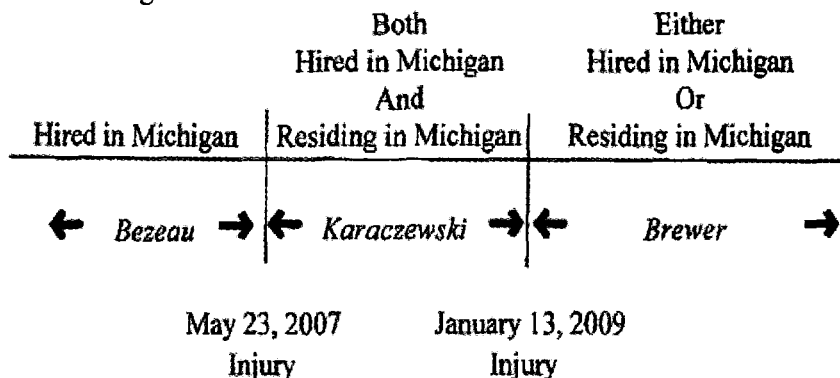 Hired in Michigan
Both
Hired in Michigan
And
Residing in Michigan
Either
Hired in Michigan
Or
Residing in Michigan
Bezeau
Karaczewski
Brewer
May 23, 2007
Injury
January 13, 2009
Injury